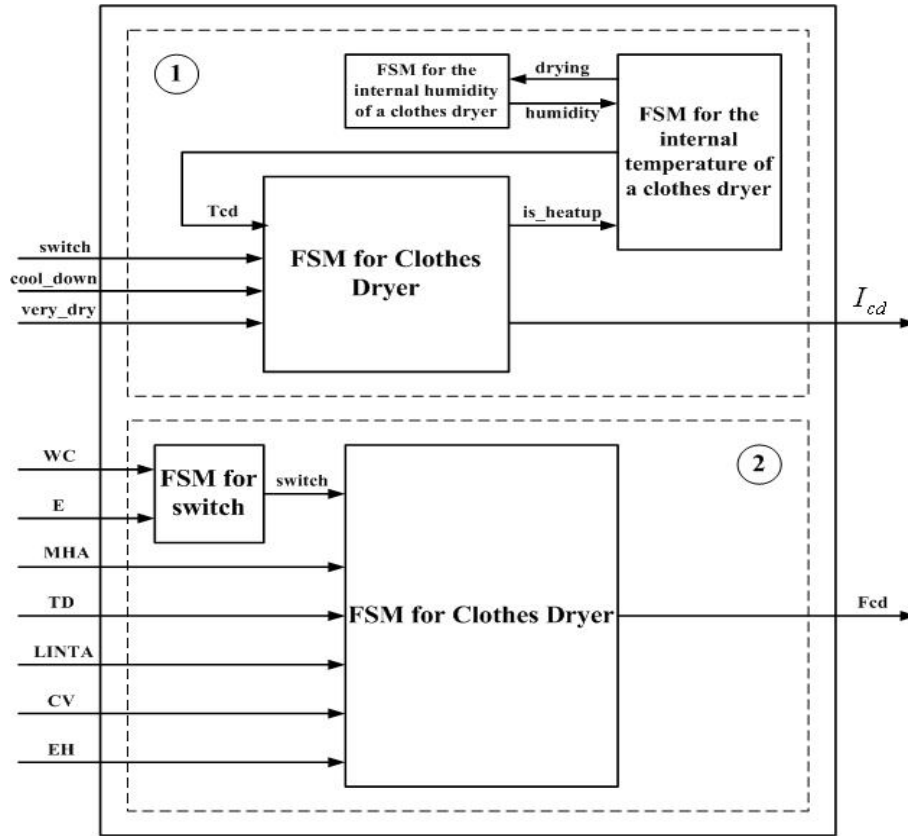 1
FSM for the
internal humidity
of a clothes dryer
drying
humidity
FSM for the
internal
temperature of
a clothes dryer
Tcd
is_heatup
switch
cool_down
very_dry
FSM for Clothes
Dryer
I_cd
2
WC
E
FSM for
switch
switch
MHA
TD
LINTA
CV
EH
FSM for Clothes Dryer
Fcd